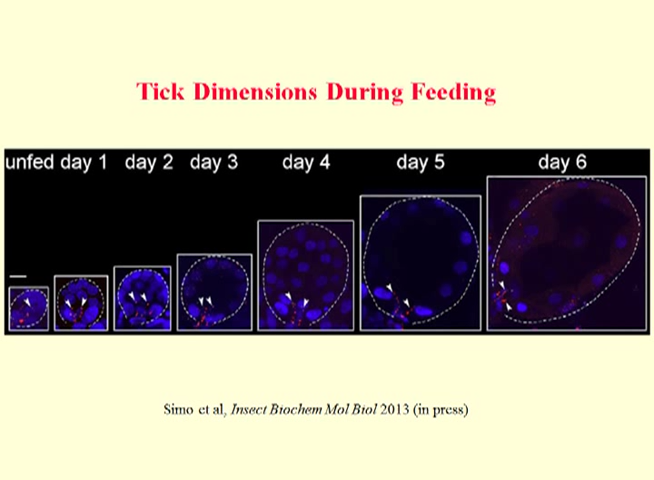 Tick Dimensions During Feeding
unfed day 1 day 2 day 3 day 4 day 5 day 6
Simo et al, Insect Biochem Mol Biol 2013 (in press)